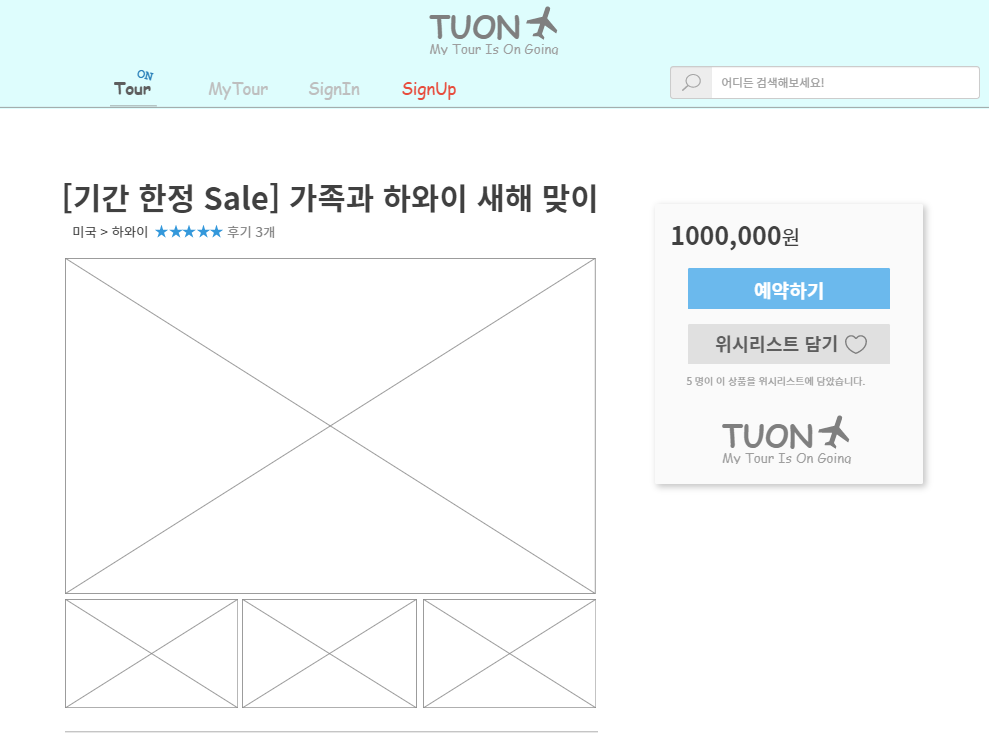 TUON
My Tour Is On Going
ON
Tour MyTour SignIn SignUp 어디든 검색해보세요!
[기간 한정 Sale] 가족과 하와이 새해 맞이
미국 > 하와이 ★★★★★ 후기 3개
1000,000원
예약하기
위시리스트 담기
5 명이 이 상품을 위시리스트에 담았습니다.
TUON
My Tour Is On Going